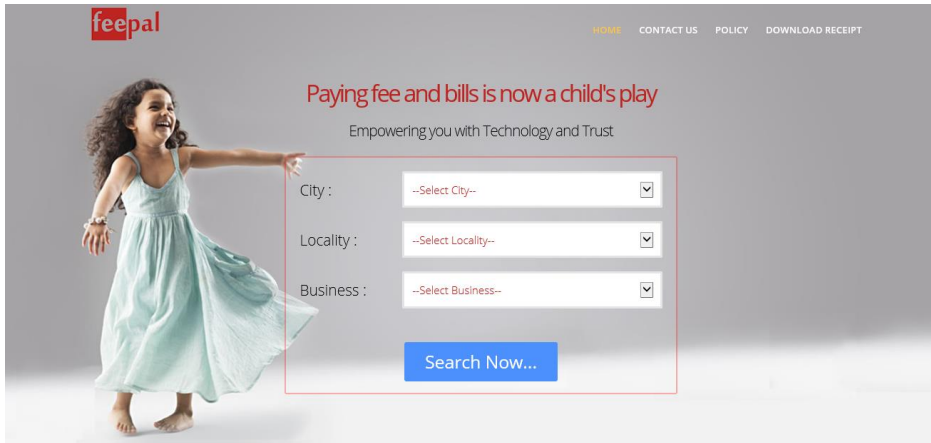 feepal
HOME CONTACT US POLICY DOWNLOAD RECEIPT
Paying fee and bills is now a child's play
Empowering you with Technology and Trust
City : --Select City--
Locality : --Select Locality--
Business : --Select Business--
Search Now...